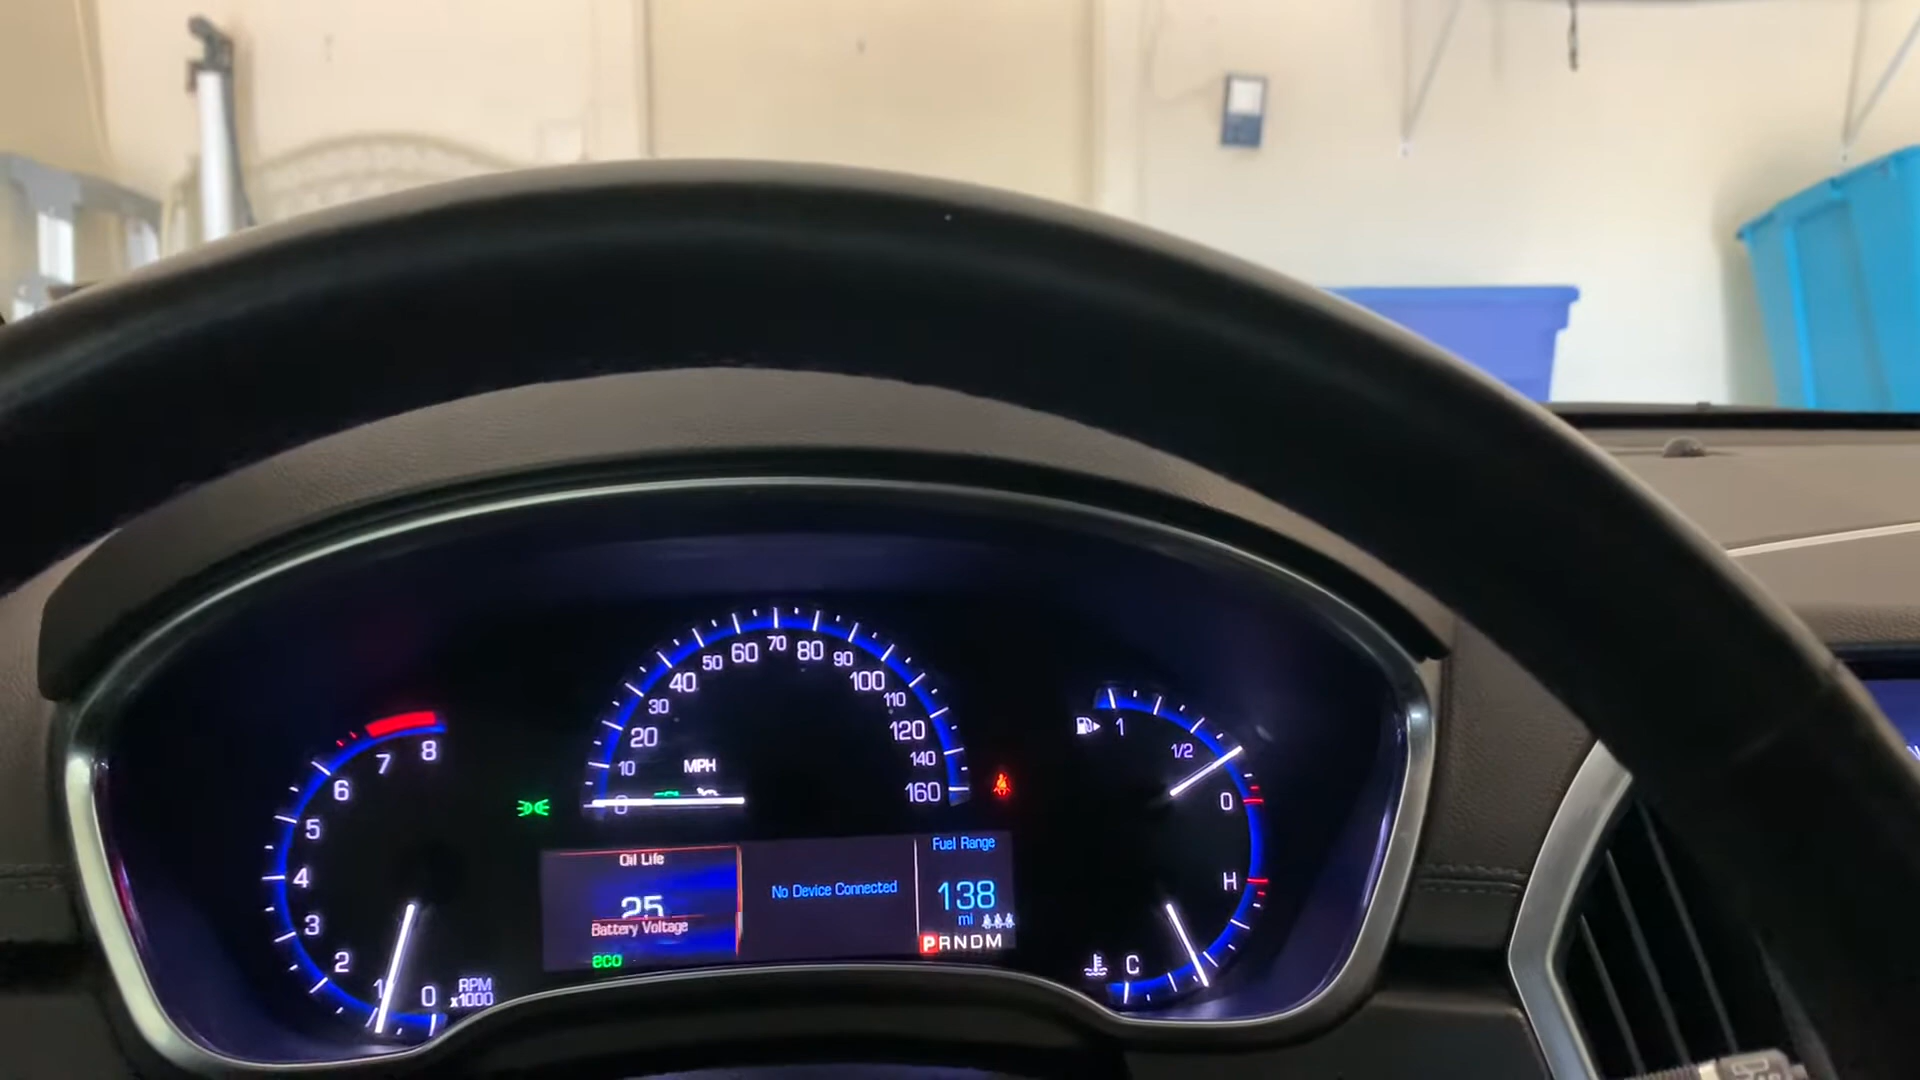 8
7
6
5
4
3
2
1
0
RPM
x1000
0
10
20
30
40
50
60
70
80
90
100
110
120
140
160
MPH
Oil Life
25
Battery Voltage
eco
No Device Connected
Fuel Range
138
mi
PRNDM
1
1/2
0
H
C